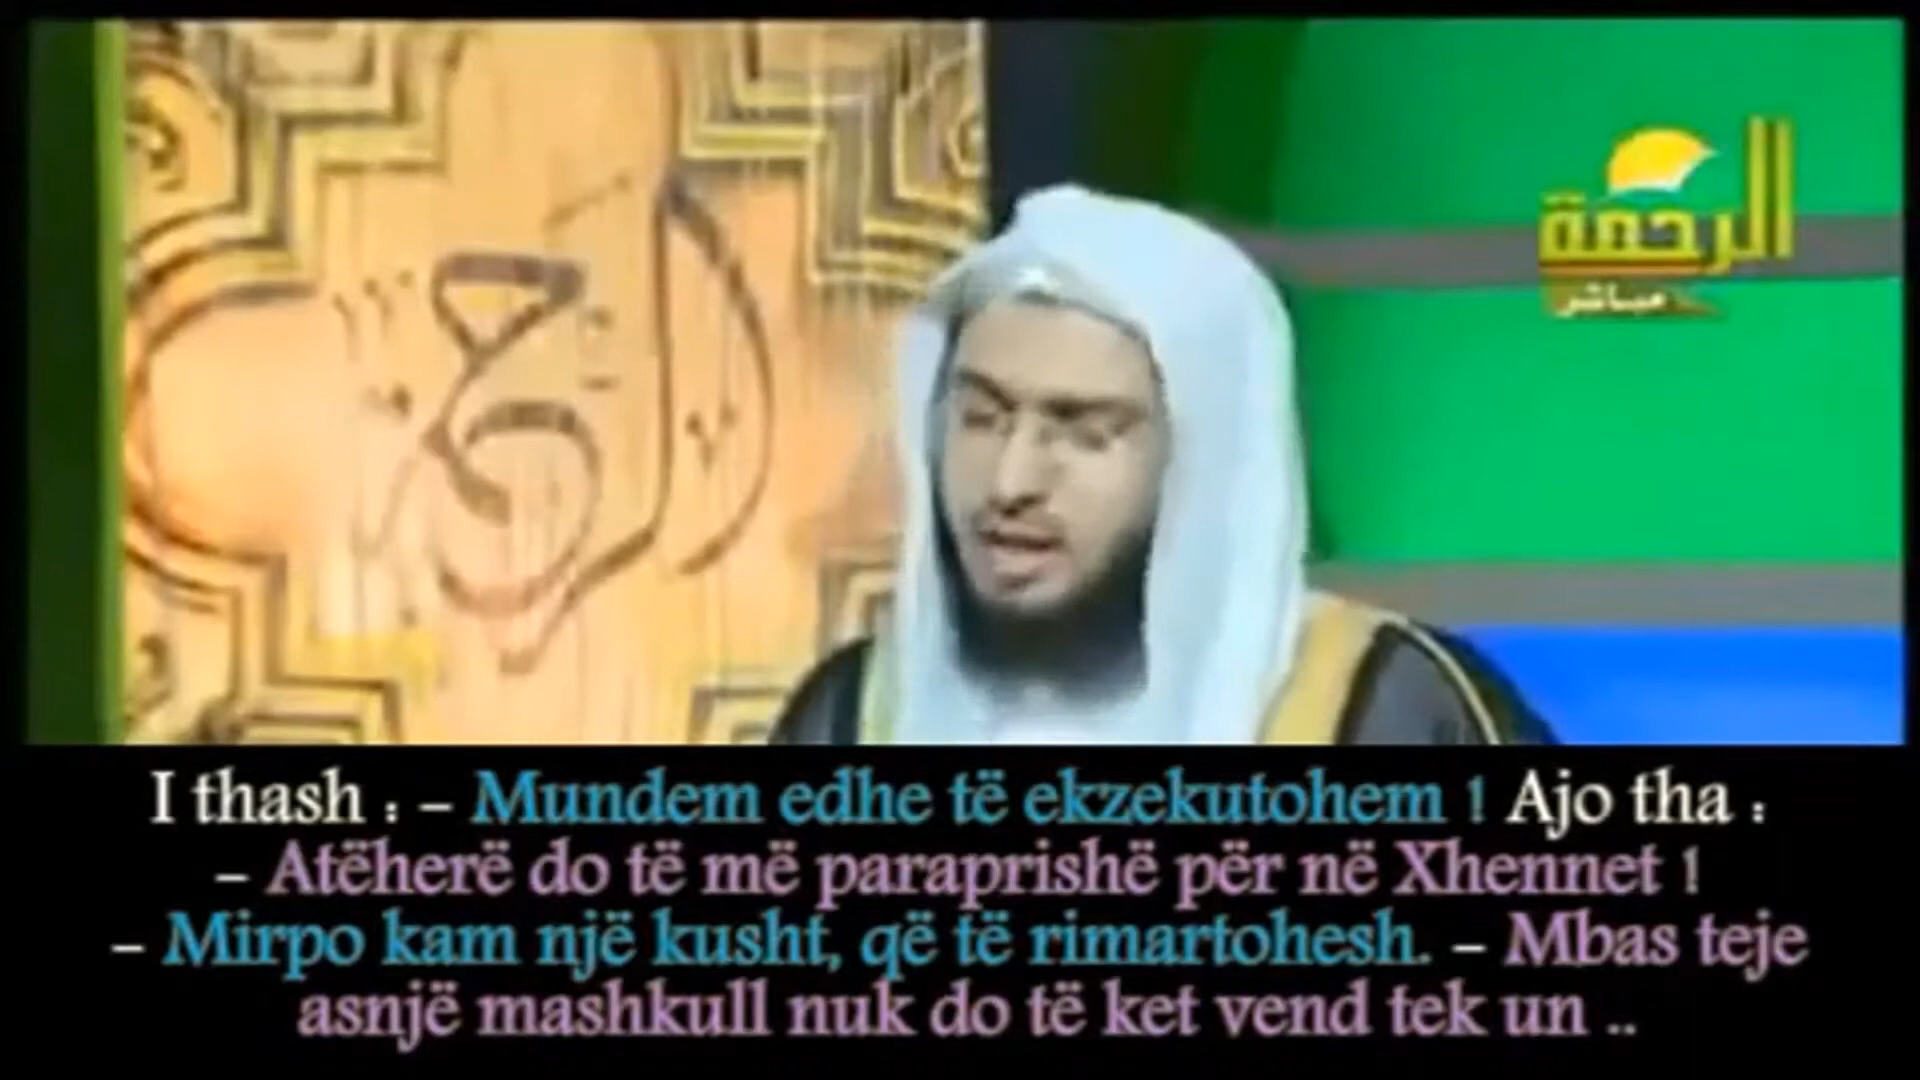 الرحمة
مباشر
I thash : – Mundem edhe të ekzekutohem ! Ajo tha :
– Atëherë do të më paraprishë për në Xhennet !
– Mirpo kam një kusht, që të rimartohesh. – Mbas teje
asnjë mashkull nuk do të ket vend tek un ..